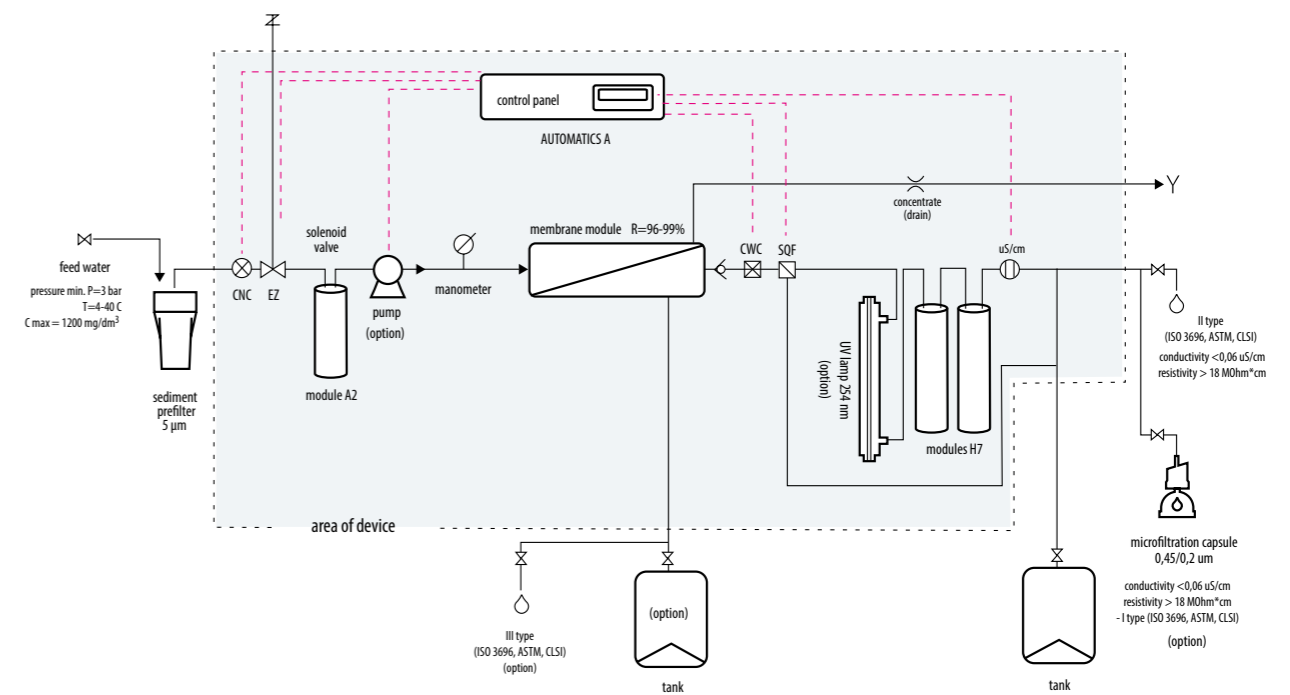 control panel
AUTOMATICS A
concentrate
(drain)
Y
solenoid
valve
membrane module R=96-99%
CWC
SQF
uS/cm
feed water
pressure min. P=3 bar
T=4-40 C
C max = 1200 mg/dm³
CNC
EZ
manometer
pump
(option)
sediment
prefilter
5 µm
module A2
UV lamp 254 nm
(option)
modules H7
II type
(ISO 3696, ASTM, CLSI)
conductivity <0,06 uS/cm
resistivity > 18 MOhm*cm
area of device
microfiltration capsule
0,45/0,2 um
conductivity <0,06 uS/cm
resistivity > 18 MOhm*cm
- I type (ISO 3696, ASTM, CLSI)
(option)
III type
(ISO 3696, ASTM, CLSI)
(option)
(option)
tank
tank